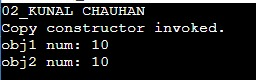 02_KUNAL CHAUHAN
Copy constructor invoked.
obj1 num: 10
obj2 num: 10